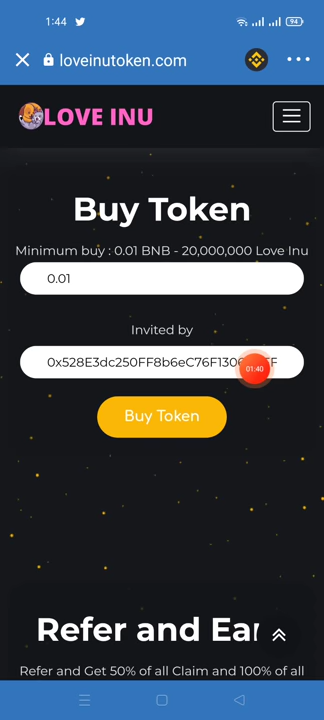 1:44
94
loveinutoken.com
LOVE INU
Buy Token
Minimum buy : 0.01 BNB - 20,000,000 Love Inu
0.01
Invited by
0x528E3dc250FF8b6eC76F1306
01:40
Buy Token
Refer and
Refer and Get 50% of all Claim and 100% of all